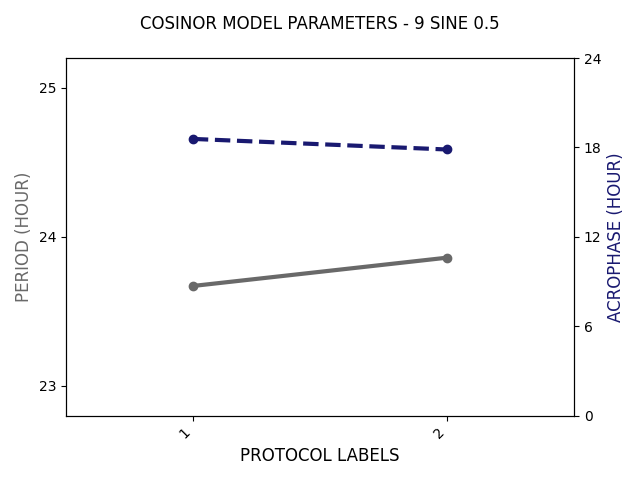 COSINOR MODEL PARAMETERS - 9 SINE 0.5
PERIOD (HOUR)
25
24
23
24
18
12
6
0
ACROPHASE (HOUR)
1
2
PROTOCOL LABELS